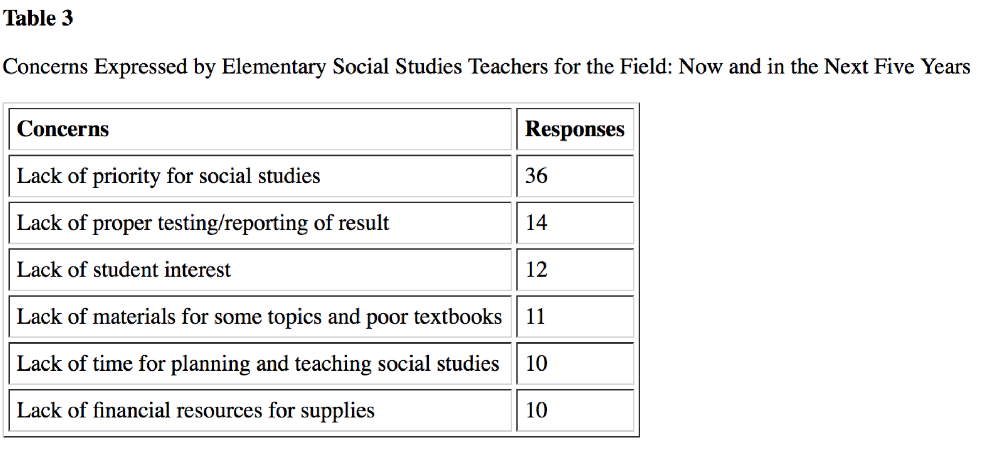 Table 3
Concerns Expressed by Elementary Social Studies Teachers for the Field: Now and in the Next Five Years
Concerns Responses
Lack of priority for social studies 36
Lack of proper testing/reporting of result 14
Lack of student interest 12
Lack of materials for some topics and poor textbooks 11
Lack of time for planning and teaching social studies 10
Lack of financial resources for supplies 10